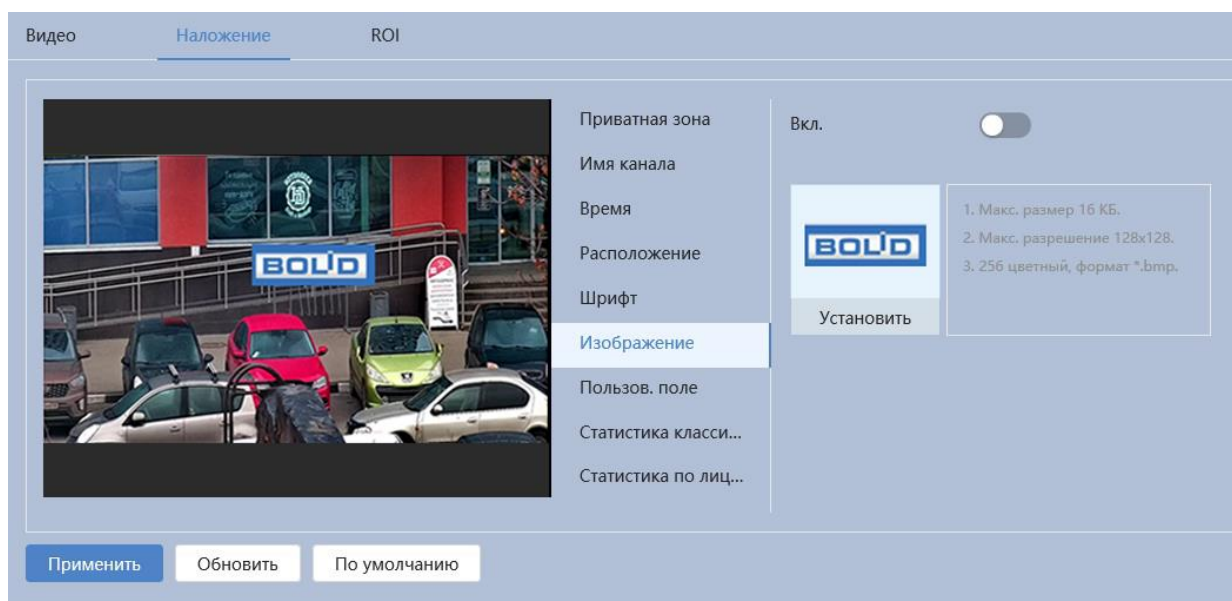 Видео Наложение ROI
Приватная зона
Имя канала
Время
Расположение
Шрифт
Изображение
Пользов. поле
Статистика класси...
Статистика по лиц...
BOLID
Вкл.
BOLID
Установить
1. Макс. размер 16 КБ.
2. Макс. разрешение 128x128.
3. 256 цветный, формат *.bmp.
Применить Обновить По умолчанию